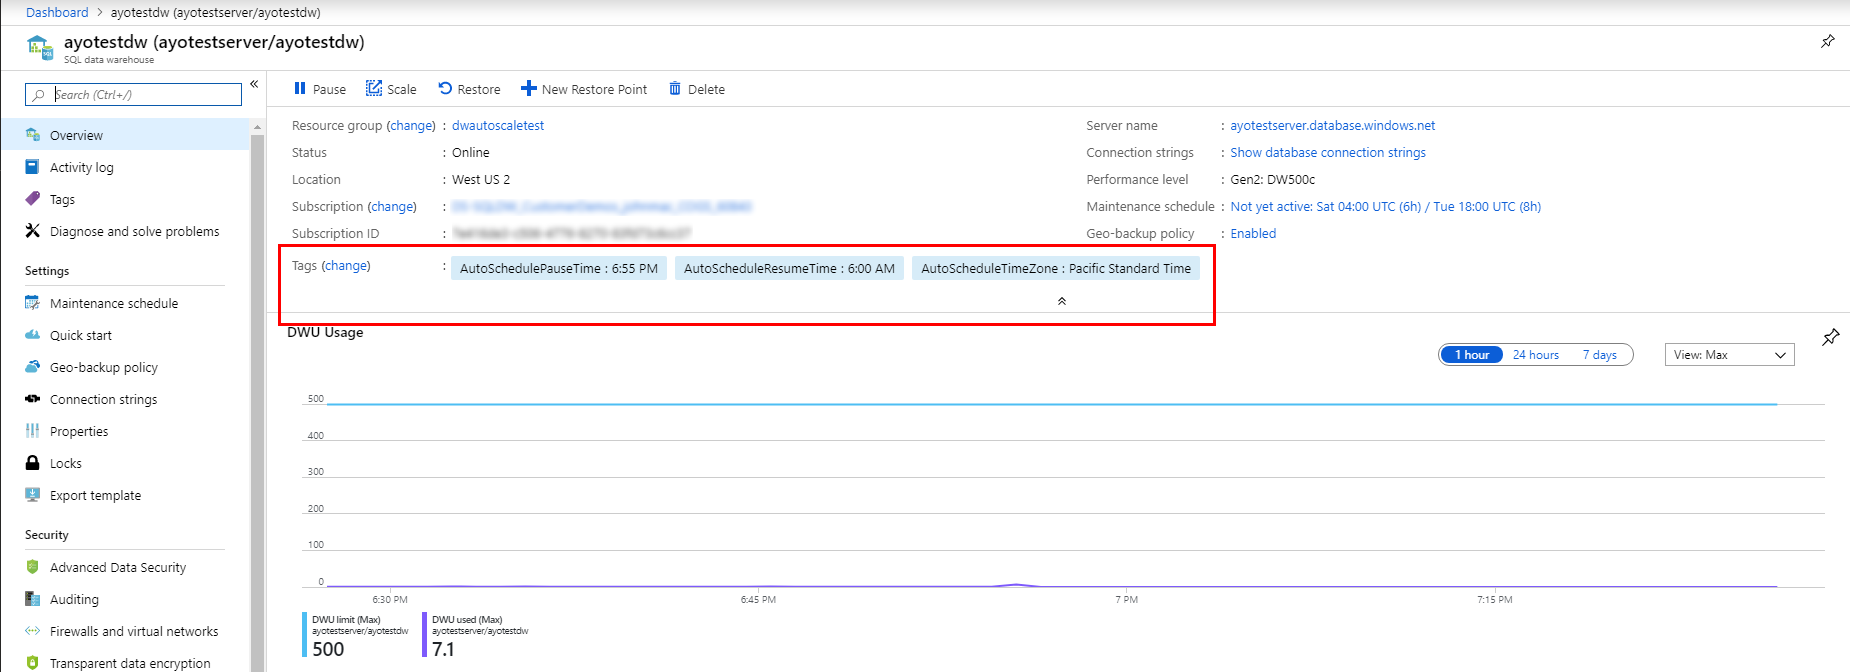 Dashboard > ayotestdw (ayotestserver/ayotestdw)
ayotestdw (ayotestserver/ayotestdw)
SQL data warehouse
Search (Ctrl+/)
«
Overview
Activity log
Tags
Diagnose and solve problems
Settings
Maintenance schedule
Quick start
Geo-backup policy
Connection strings
Properties
Locks
Export template
Security
Advanced Data Security
Auditing
Firewalls and virtual networks
Transparent data encryption
Pause Scale Restore New Restore Point Delete
Resource group (change) : dwautoscaletest
Status : Online
Location : West US 2
Subscription (change) :
Subscription ID :
Server name : ayotestserver.database.windows.net
Connection strings : Show database connection strings
Performance level : Gen2: DW500c
Maintenance schedule : Not yet active: Sat 04:00 UTC (6h) / Tue 18:00 UTC (8h)
Geo-backup policy : Enabled
Tags (change) : AutoSchedulePauseTime : 6:55 PM AutoScheduleResumeTime : 6:00 AM AutoScheduleTimeZone : Pacific Standard Time
DWU Usage
1 hour 24 hours 7 days View: Max
500
400
300
200
100
0
6:30 PM 6:45 PM 7 PM 7:15 PM
DWU limit (Max)
ayotestserver/ayotestdw
500
DWU used (Max)
ayotestserver/ayotestdw
7.1